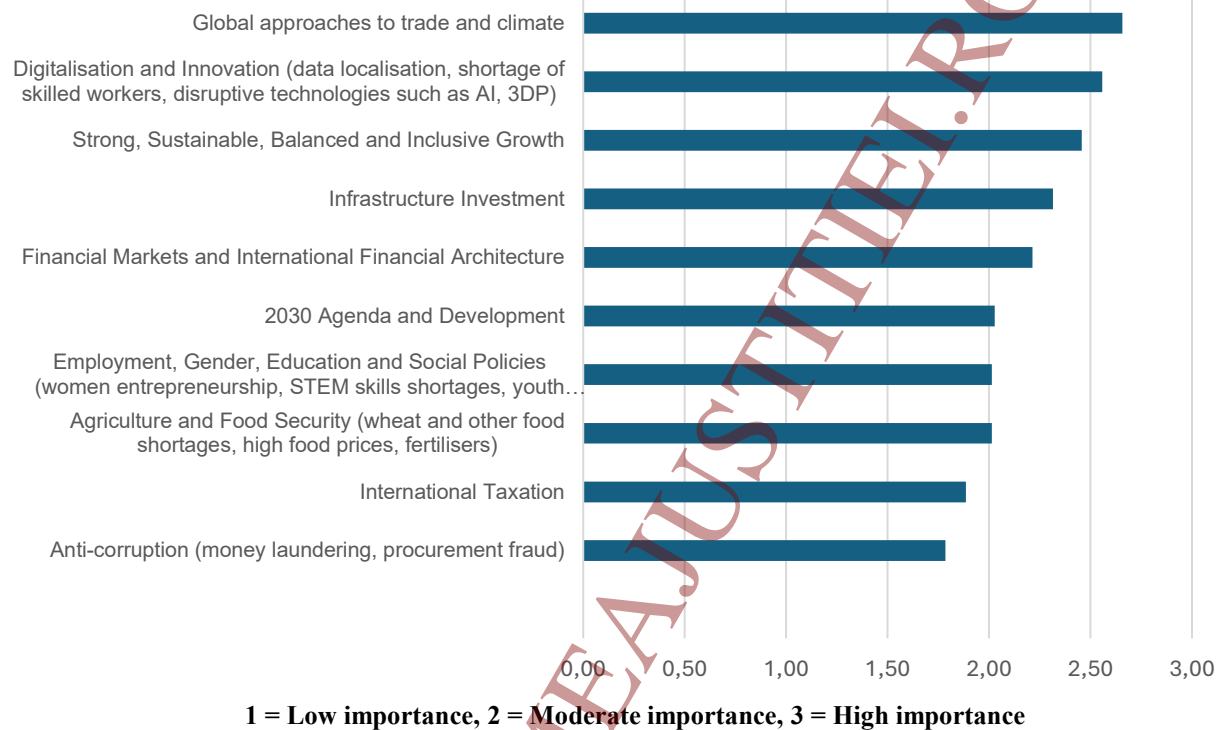 Global approaches to trade and climate
Digitalisation and Innovation (data localisation, shortage of
skilled workers, disruptive technologies such as AI, 3DP)
Strong, Sustainable, Balanced and Inclusive Growth
Infrastructure Investment
Financial Markets and International Financial Architecture
2030 Agenda and Development
Employment, Gender, Education and Social Policies
(women entrepreneurship, STEM skills shortages, youth…
Agriculture and Food Security (wheat and other food
shortages, high food prices, fertilisers)
International Taxation
Anti-corruption (money laundering, procurement fraud)
0,00 0,50 1,00 1,50 2,00 2,50 3,00
1 = Low importance, 2 = Moderate importance, 3 = High importance